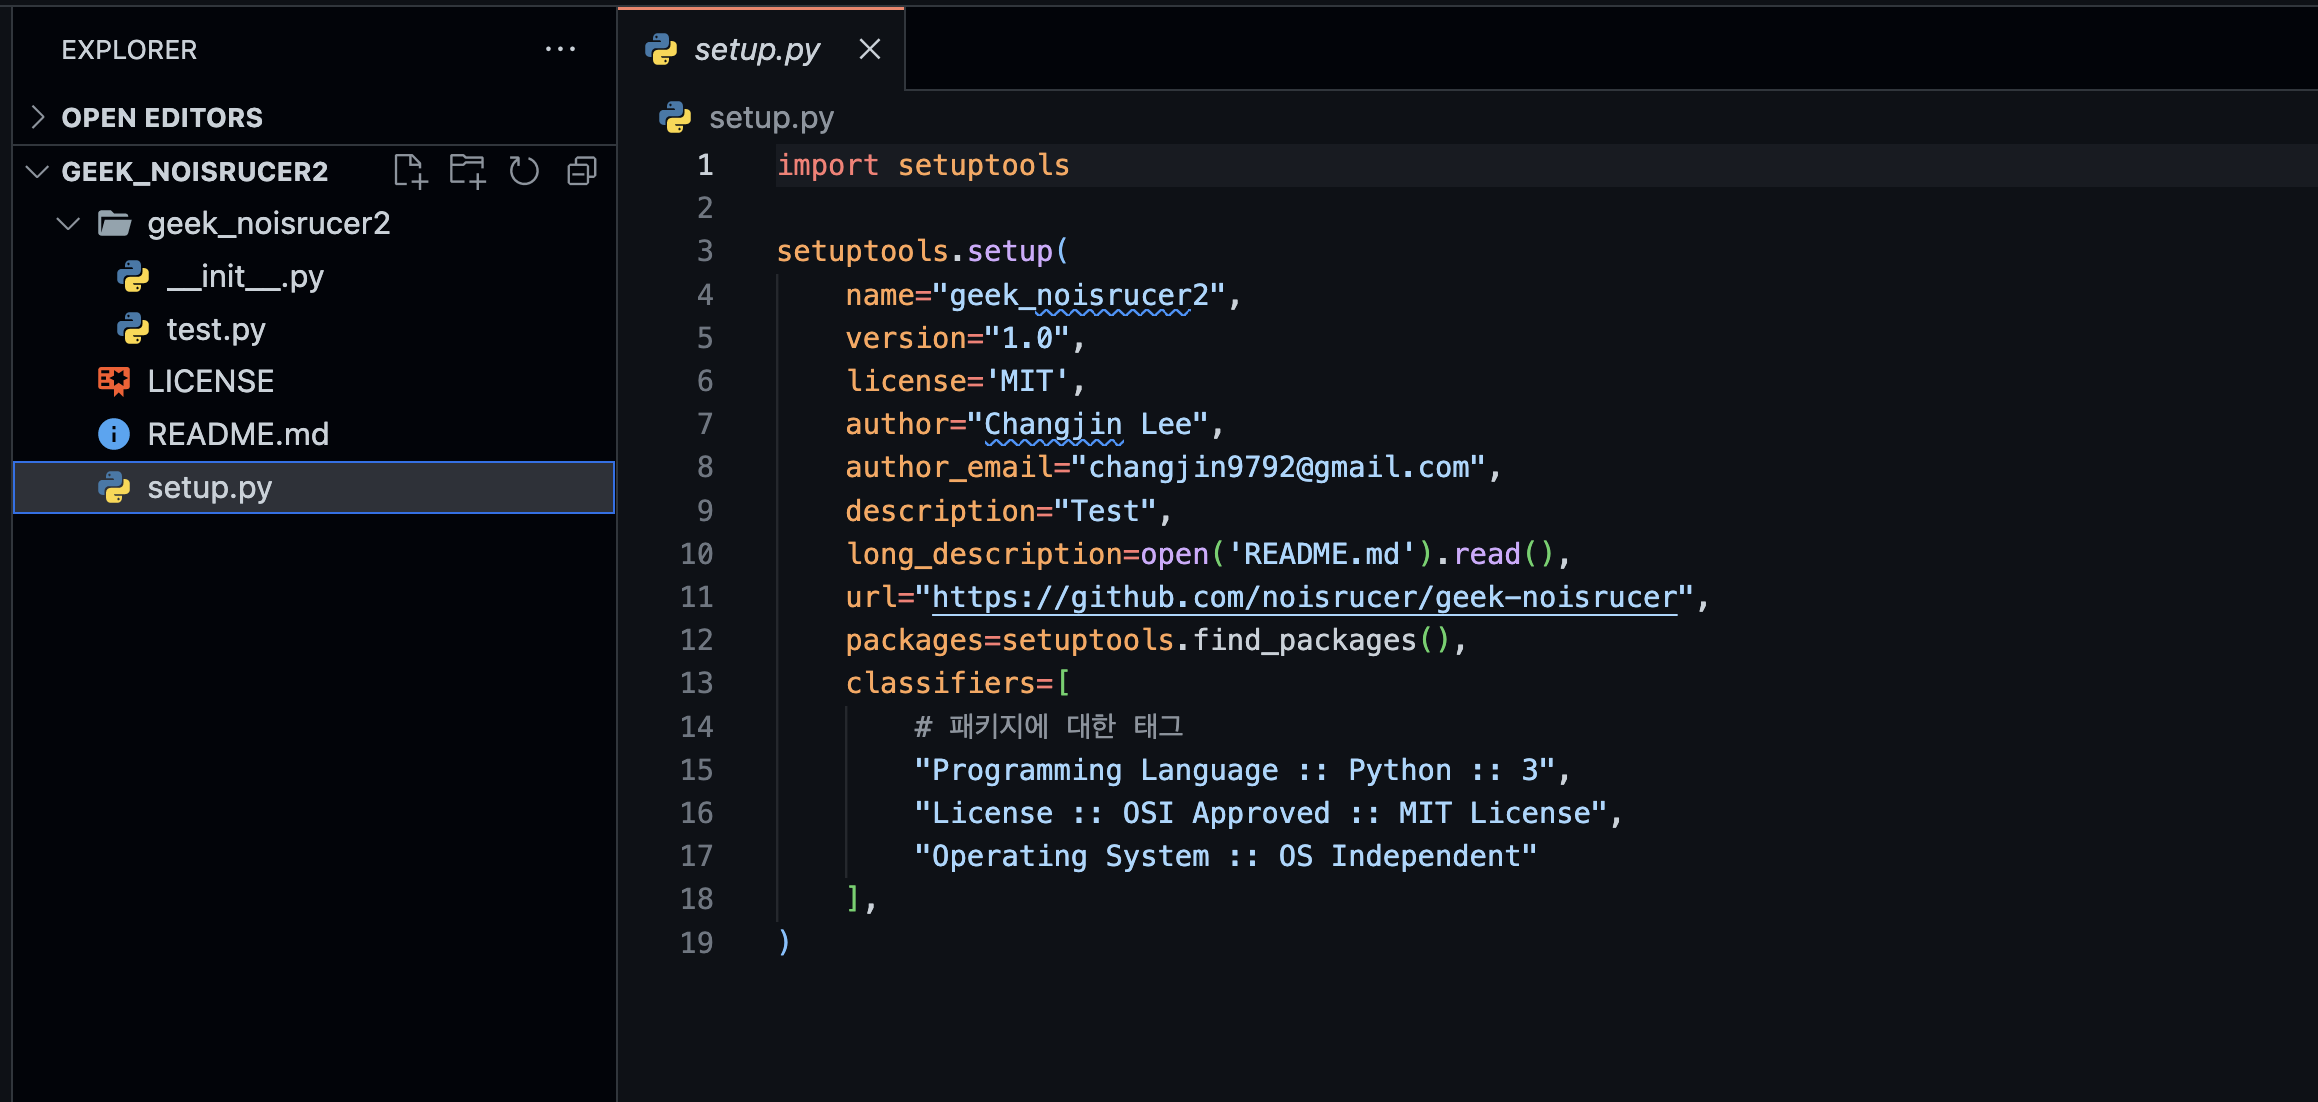 EXPLORER
OPEN EDITORS
GEEK_NOISRUCER2
geek_noisrucer2
__init__.py
test.py
LICENSE
README.md
setup.py
setup.py
setup.py
1 import setuptools
2
3 setuptools.setup(
4     name="geek_noisrucer2",
5     version="1.0",
6     license='MIT',
7     author="Changjin Lee",
8     author_email="changjin9792@gmail.com",
9     description="Test",
10     long_description=open('README.md').read(),
11     url="https://github.com/noisrucer/geek-noisrucer",
12     packages=setuptools.find_packages(),
13     classifiers=[
14         # 패키지에 대한 태그
15         "Programming Language :: Python :: 3",
16         "License :: OSI Approved :: MIT License",
17         "Operating System :: OS Independent"
18     ],
19 )